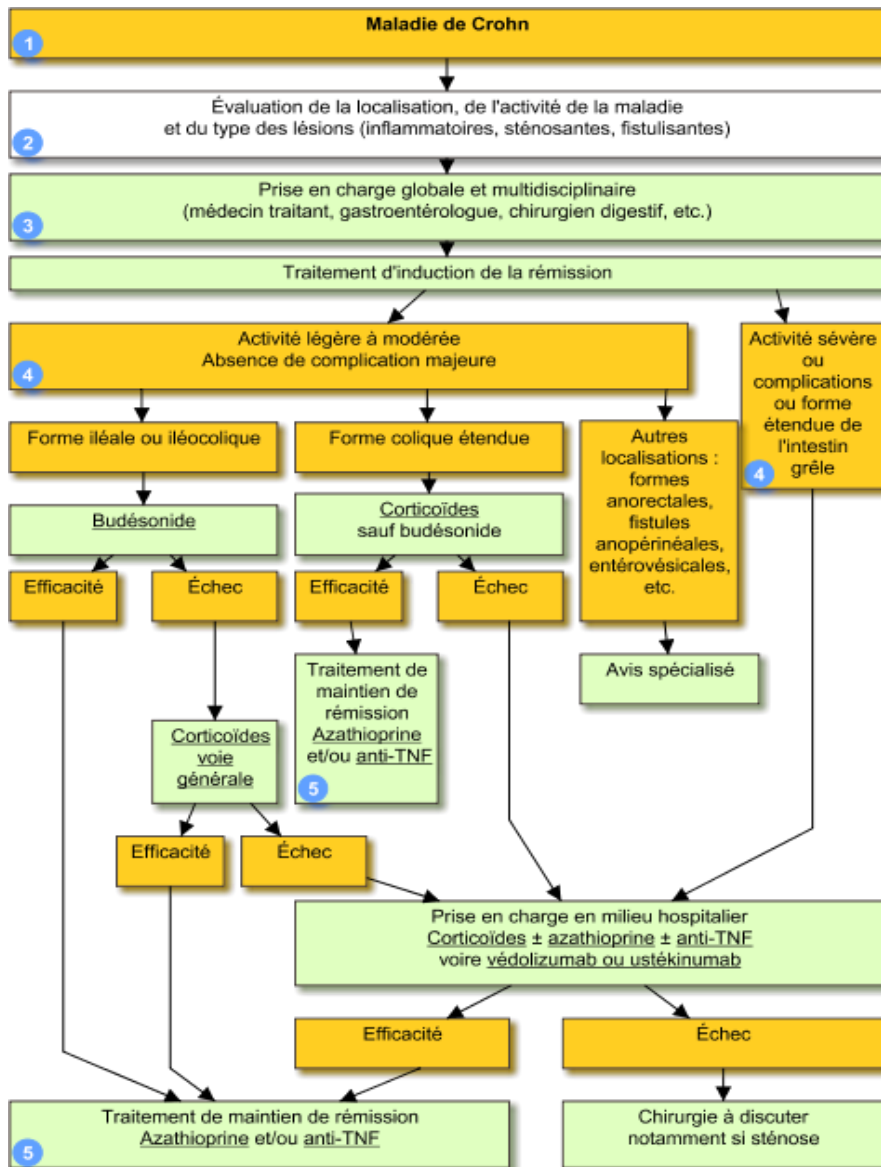 Maladie de Crohn
1
Évaluation de la localisation, de l'activité de la maladie
et du type des lésions (inflammatoires, sténosantes, fistulisantes)
2
Prise en charge globale et multidisciplinaire
(médecin traitant, gastroentérologue, chirurgien digestif, etc.)
3
Traitement d'induction de la rémission
Activité légère à modérée
Absence de complication majeure
4
Activité sévère
ou
complications
ou forme
étendue de
l'intestin
grêle
4
Forme iléale ou iléocolique
Forme colique étendue
Autres
localisations :
formes
anorectales,
fistules
anopérinéales,
entérovésicales,
etc.
Budésonide
Corticoïdes
sauf budésonide
Efficacité
Échec
Efficacité
Échec
Traitement de
maintien de
rémission
Azathioprine
et/ou anti-TNF
5
Avis spécialisé
Corticoïdes
voie
générale
Efficacité
Échec
Prise en charge en milieu hospitalier
Corticoïdes ± azathioprine ± anti-TNF
voire védolizumab ou ustékinumab
Efficacité
Échec
Traitement de maintien de rémission
Azathioprine et/ou anti-TNF
5
Chirurgie à discuter
notamment si sténose